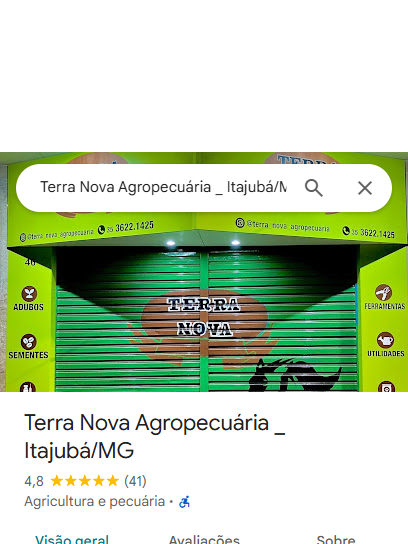 Terra Nova Agropecuária _ Itajubá/M
TERRA
@terra_nova_agropecuaria 35 3622.1425
@terra_nova_agropecuaria 35 3622.1425
ADUBOS
SEMENTES
TERRA
NOVA
FERRAMENTAS
UTILIDADES
Terra Nova Agropecuária _
Itajubá/MG
4,8 (41)
Agricultura e pecuária ·
Visão geral Avaliações Sobre